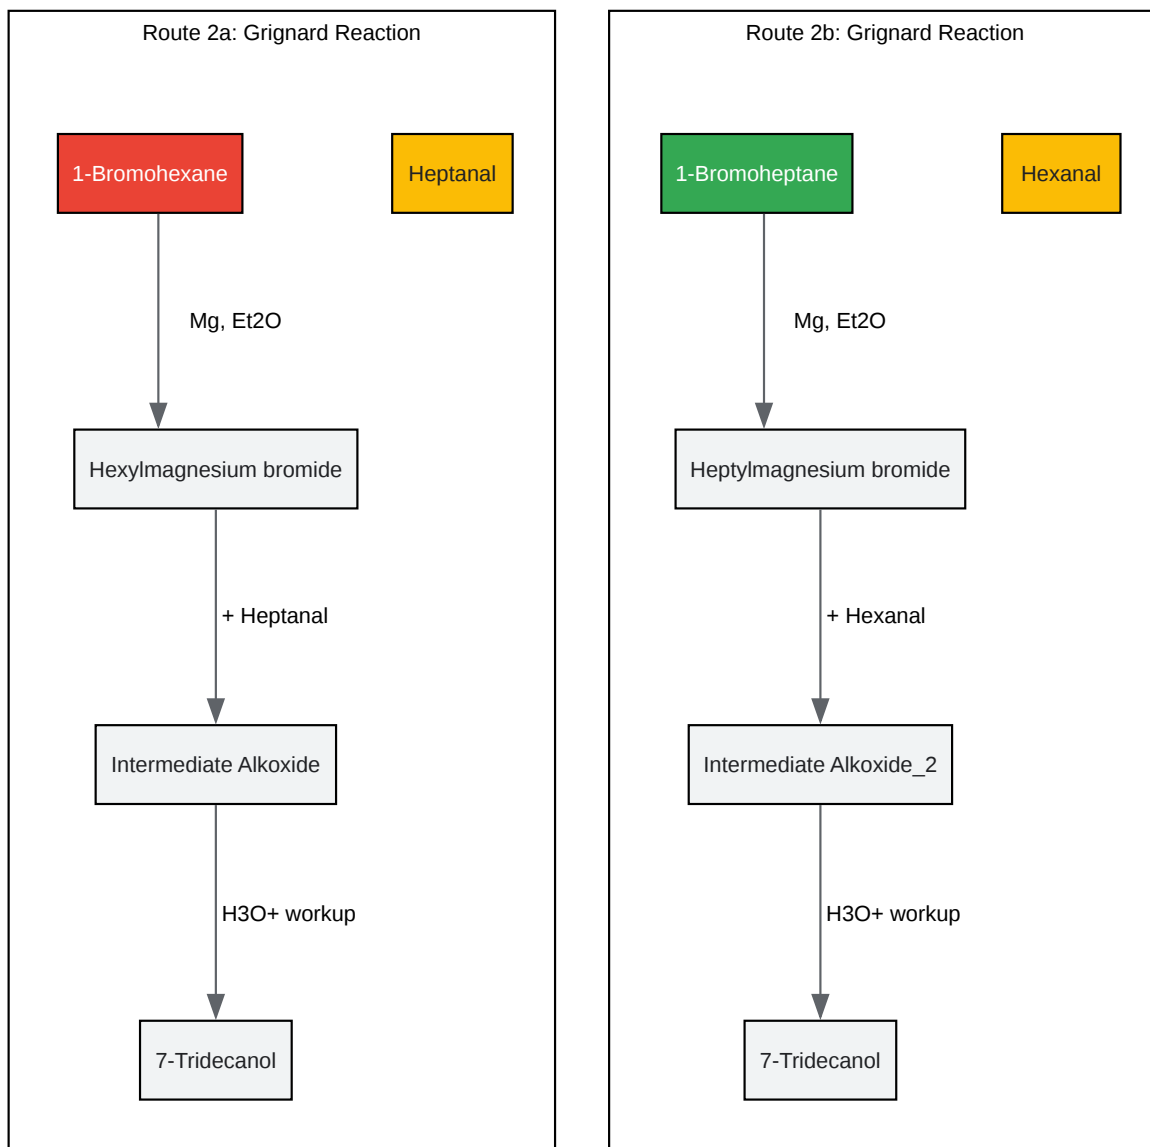 Route 2a: Grignard Reaction
1-Bromohexane
Heptanal
Mg, Et2O
Hexylmagnesium bromide
+ Heptanal
Intermediate Alkoxide
H3O+ workup
7-Tridecanol
Route 2b: Grignard Reaction
1-Bromoheptane
Hexanal
Mg, Et2O
Heptylmagnesium bromide
+ Hexanal
Intermediate Alkoxide_2
H3O+ workup
7-Tridecanol